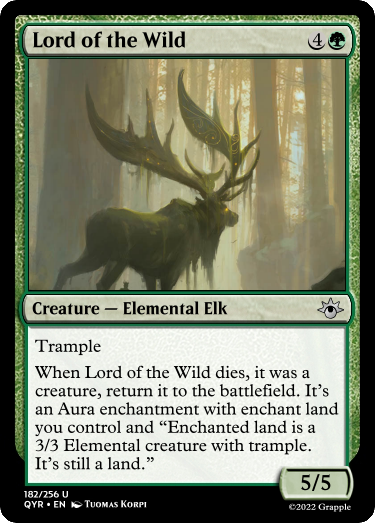 Lord of the Wild 4
Creature — Elemental Elk
Trample
When Lord of the Wild dies, it was a
creature, return it to the battlefield. It's
an Aura enchantment with enchant land
you control and “Enchanted land is a
3/3 Elemental creature with trample.
It's still a land.”
5/5
182/256 U
QYR • EN Tuomas Korpi
©2022 Grapple